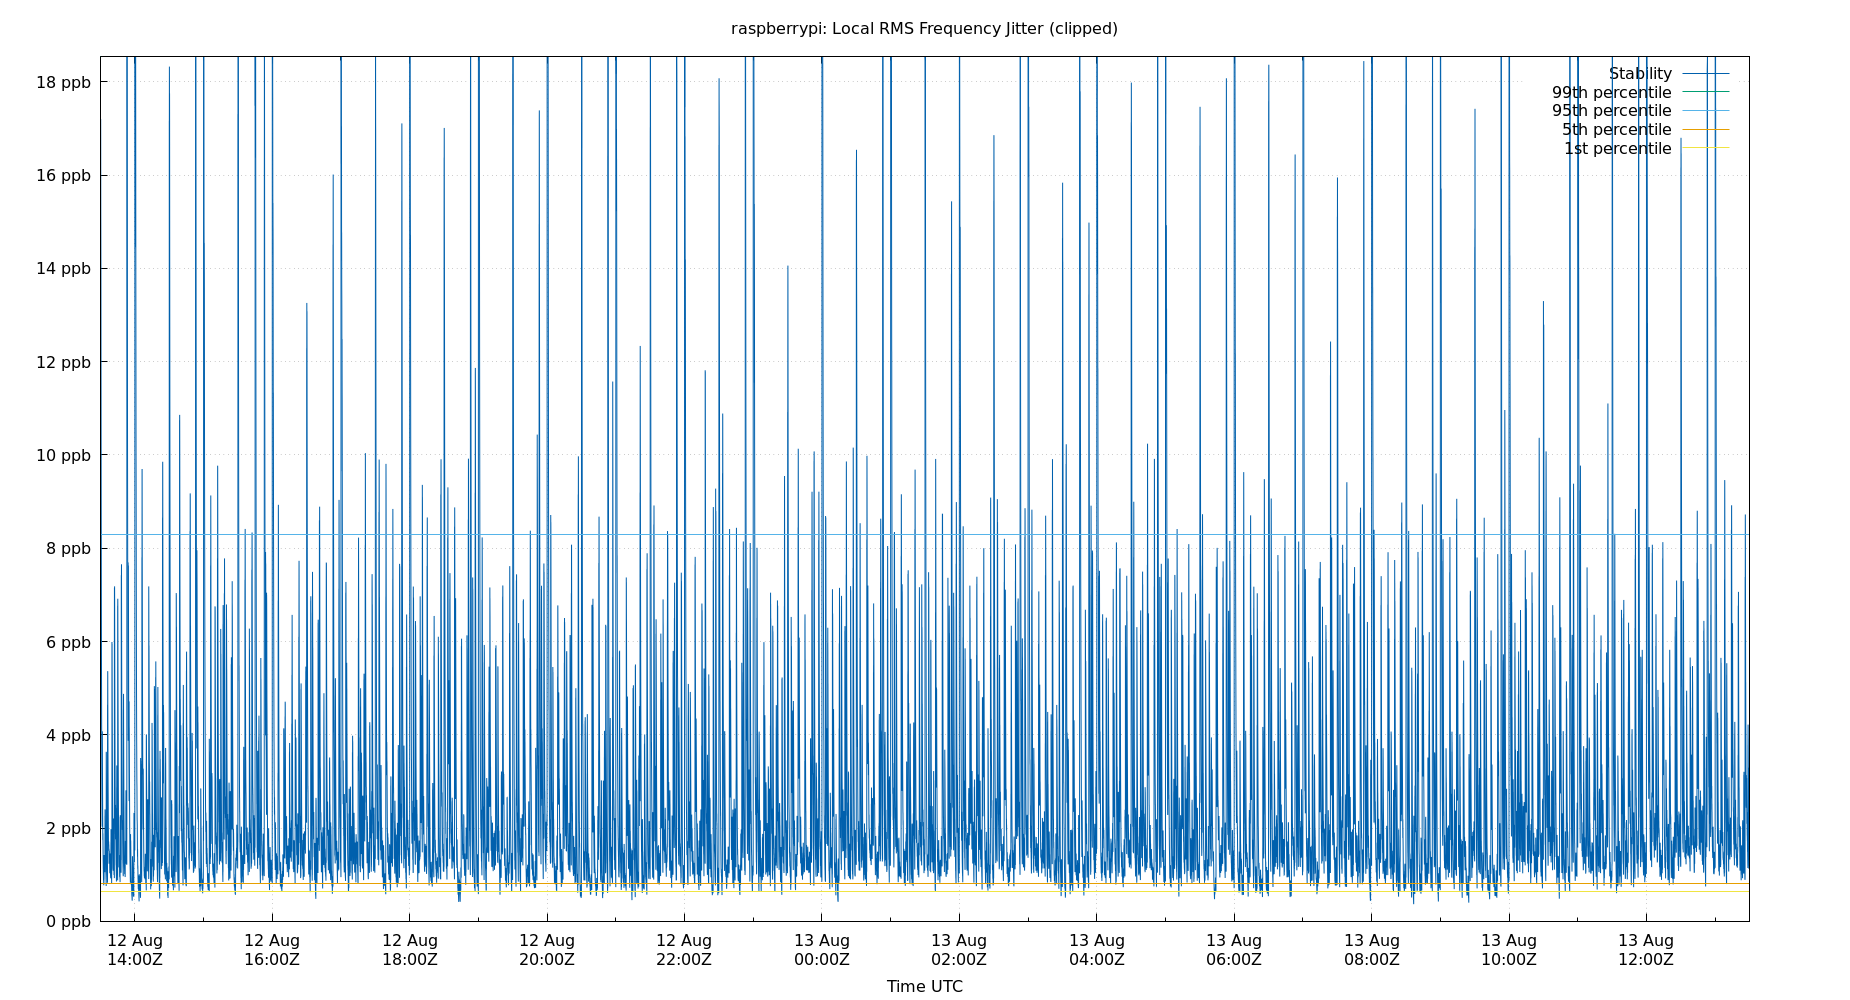 raspberrypi: Local RMS Frequency Jitter (clipped)
18 ppb
16 ppb
14 ppb
12 ppb
10 ppb
8 ppb
6 ppb
4 ppb
2 ppb
0 ppb
Stability
99th percentile
95th percentile
5th percentile
1st percentile
12 Aug 12 Aug 12 Aug 12 Aug 12 Aug 13 Aug 13 Aug 13 Aug 13 Aug 13 Aug 13 Aug 13 Aug
14:00Z 16:00Z 18:00Z 20:00Z 22:00Z 00:00Z 02:00Z 04:00Z 06:00Z 08:00Z 10:00Z 12:00Z
Time UTC